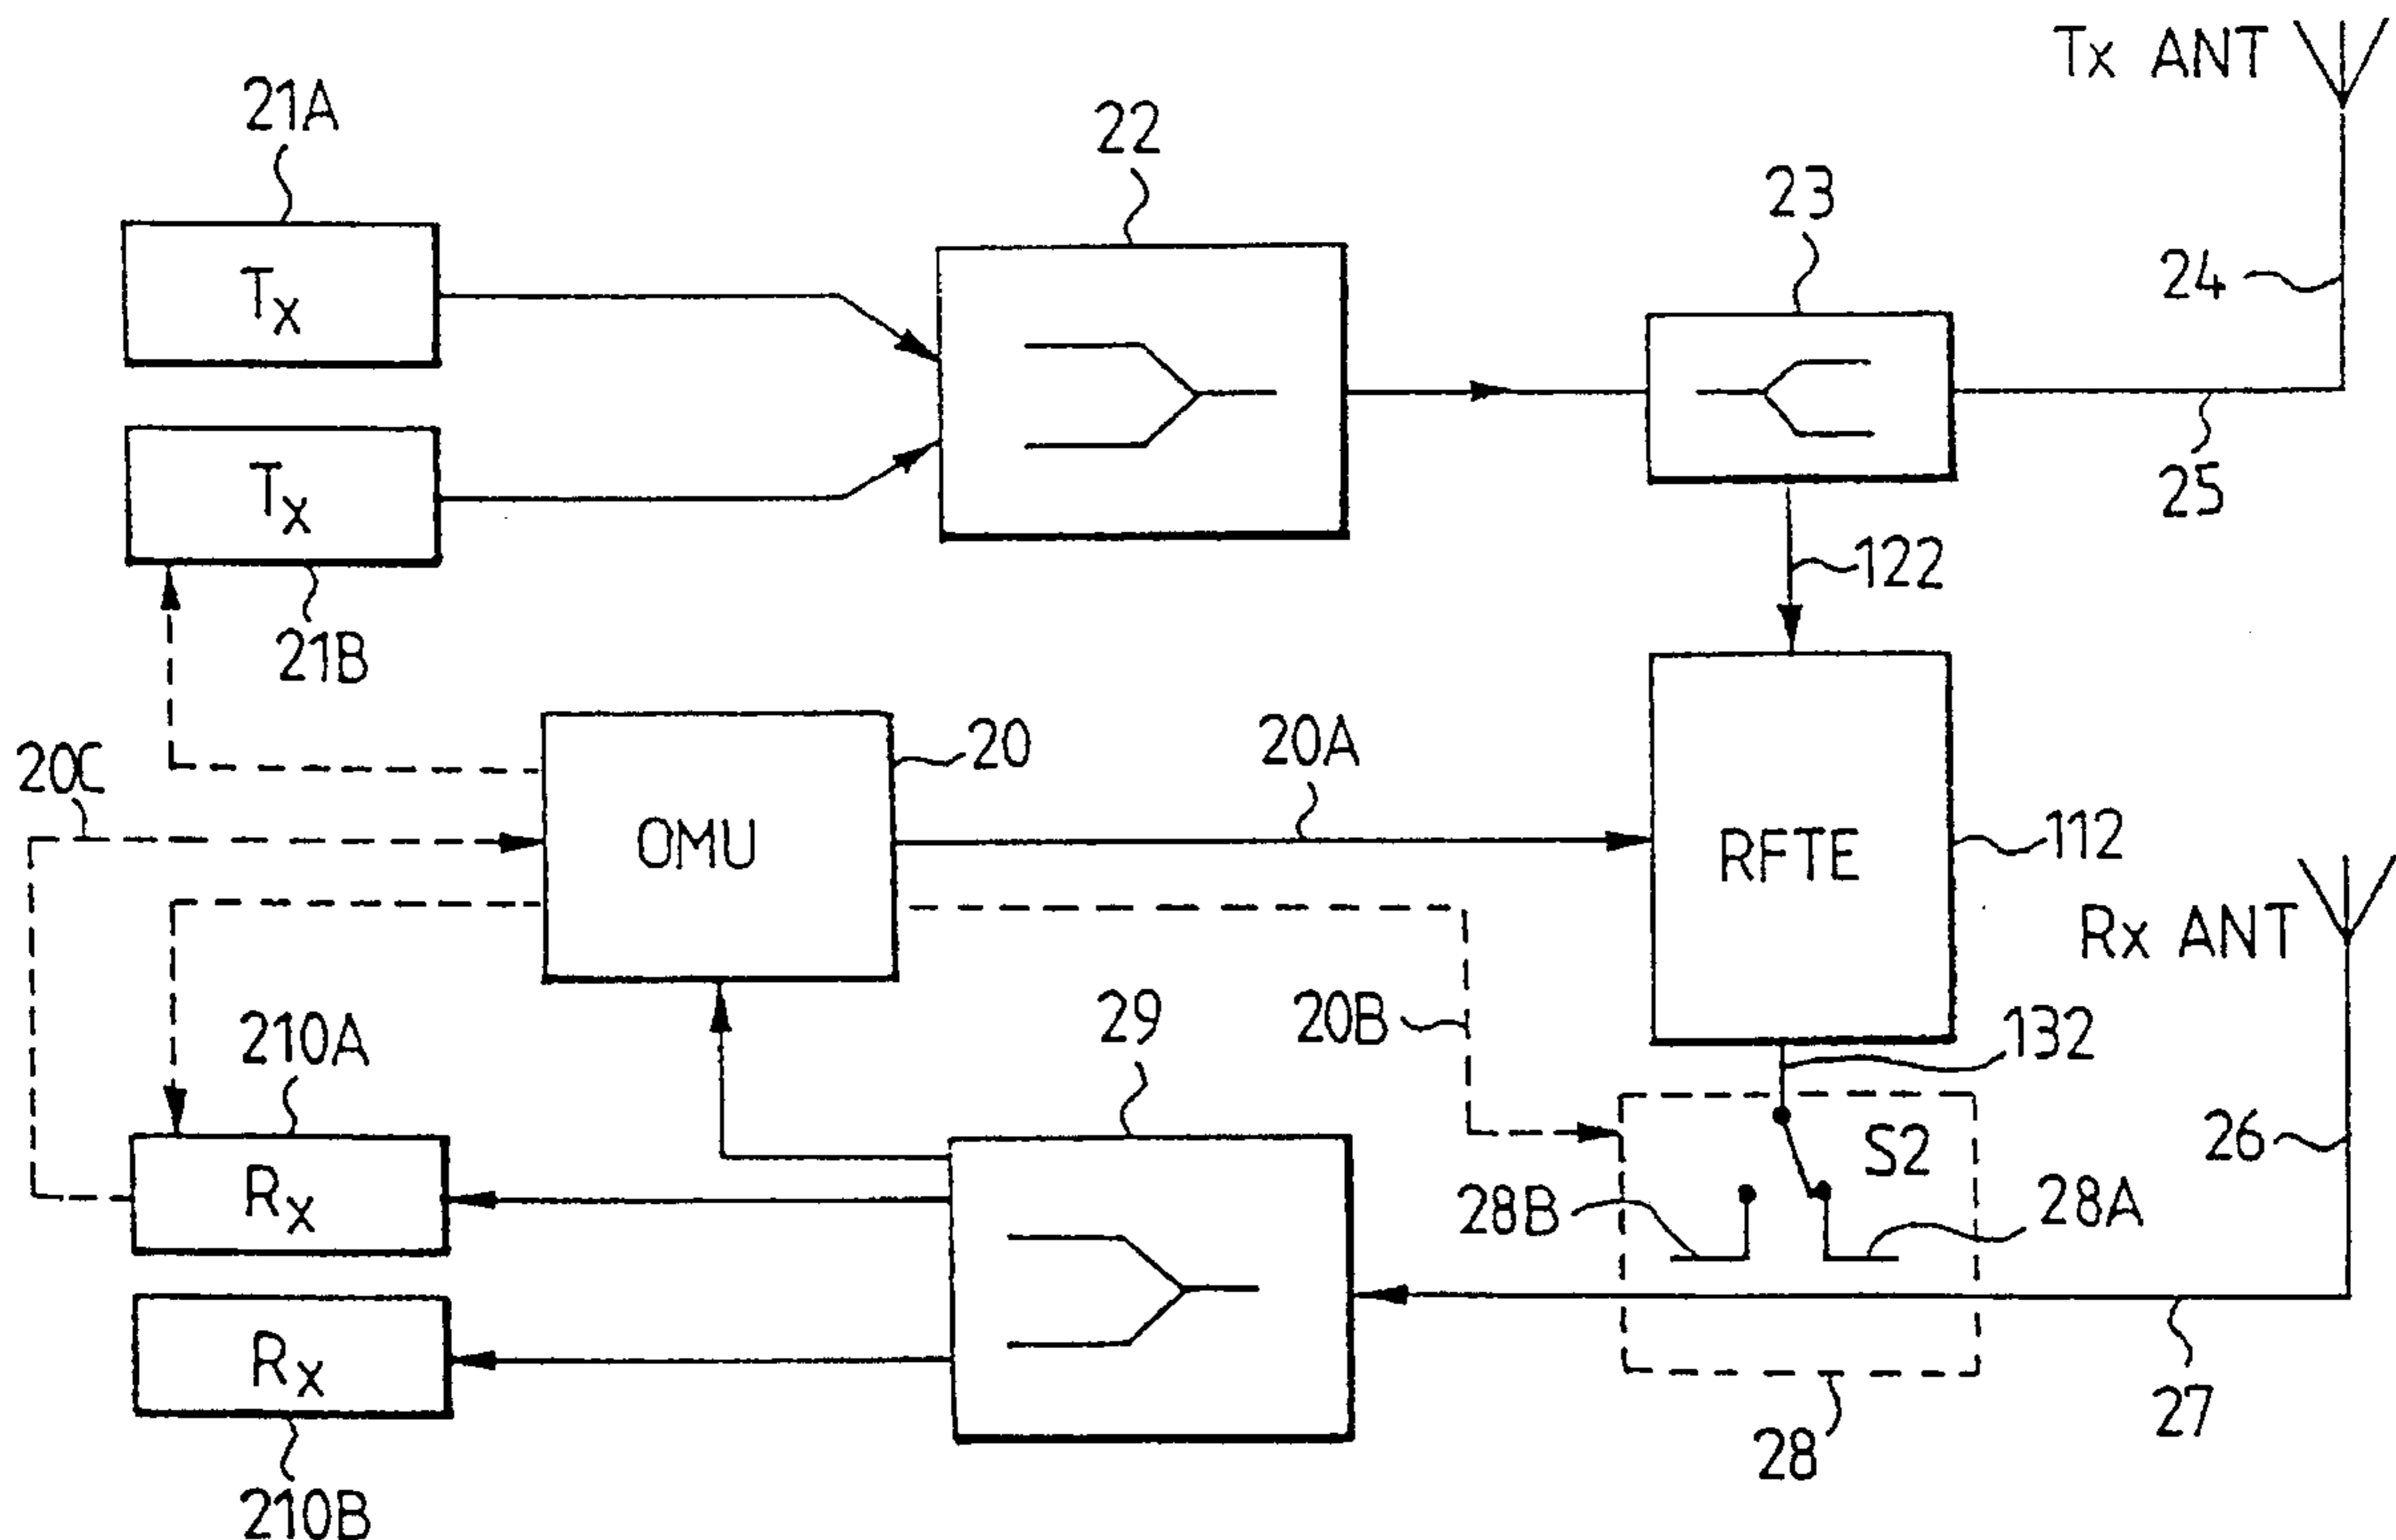 Tx ANT
21A
22
23
Tx
24
25
Tx
122
21B
20C
20
20A
OMU
RFTE
112
Rx ANT
210A
29
20B
132
S2
26
Rx
28B
28A
Rx
27
28
210B